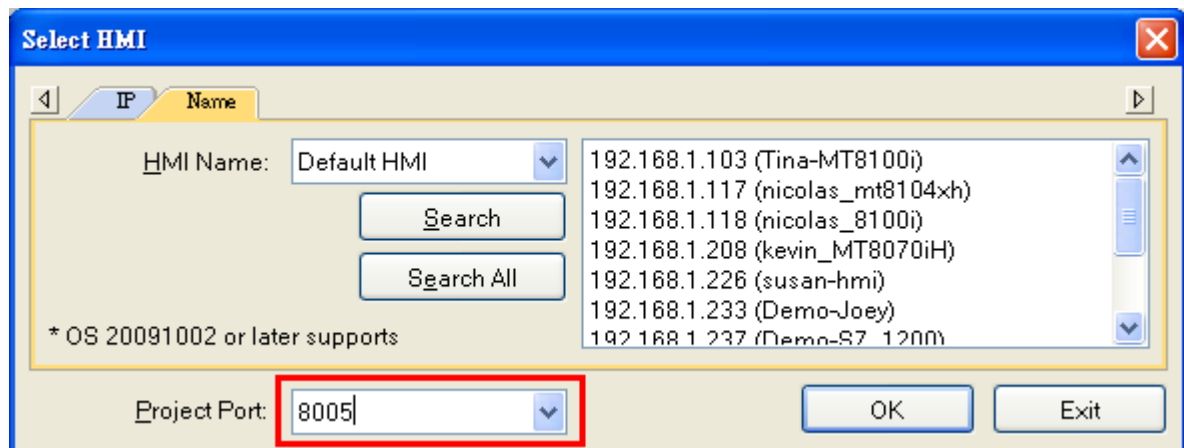 Select HMI
IP
Name
HMI Name:
Default HMI
Search
Search All
* OS 20091002 or later supports
192.168.1.103 (Tina-MT8100i)
192.168.1.117 (nicolas_mt8104xh)
192.168.1.118 (nicolas_8100i)
192.168.1.208 (kevin_MT8070iH)
192.168.1.226 (susan-hmi)
192.168.1.233 (Demo-Joey)
192.168.1.237 (Demo-S7_1200)
Project Port:
8005
OK
Exit